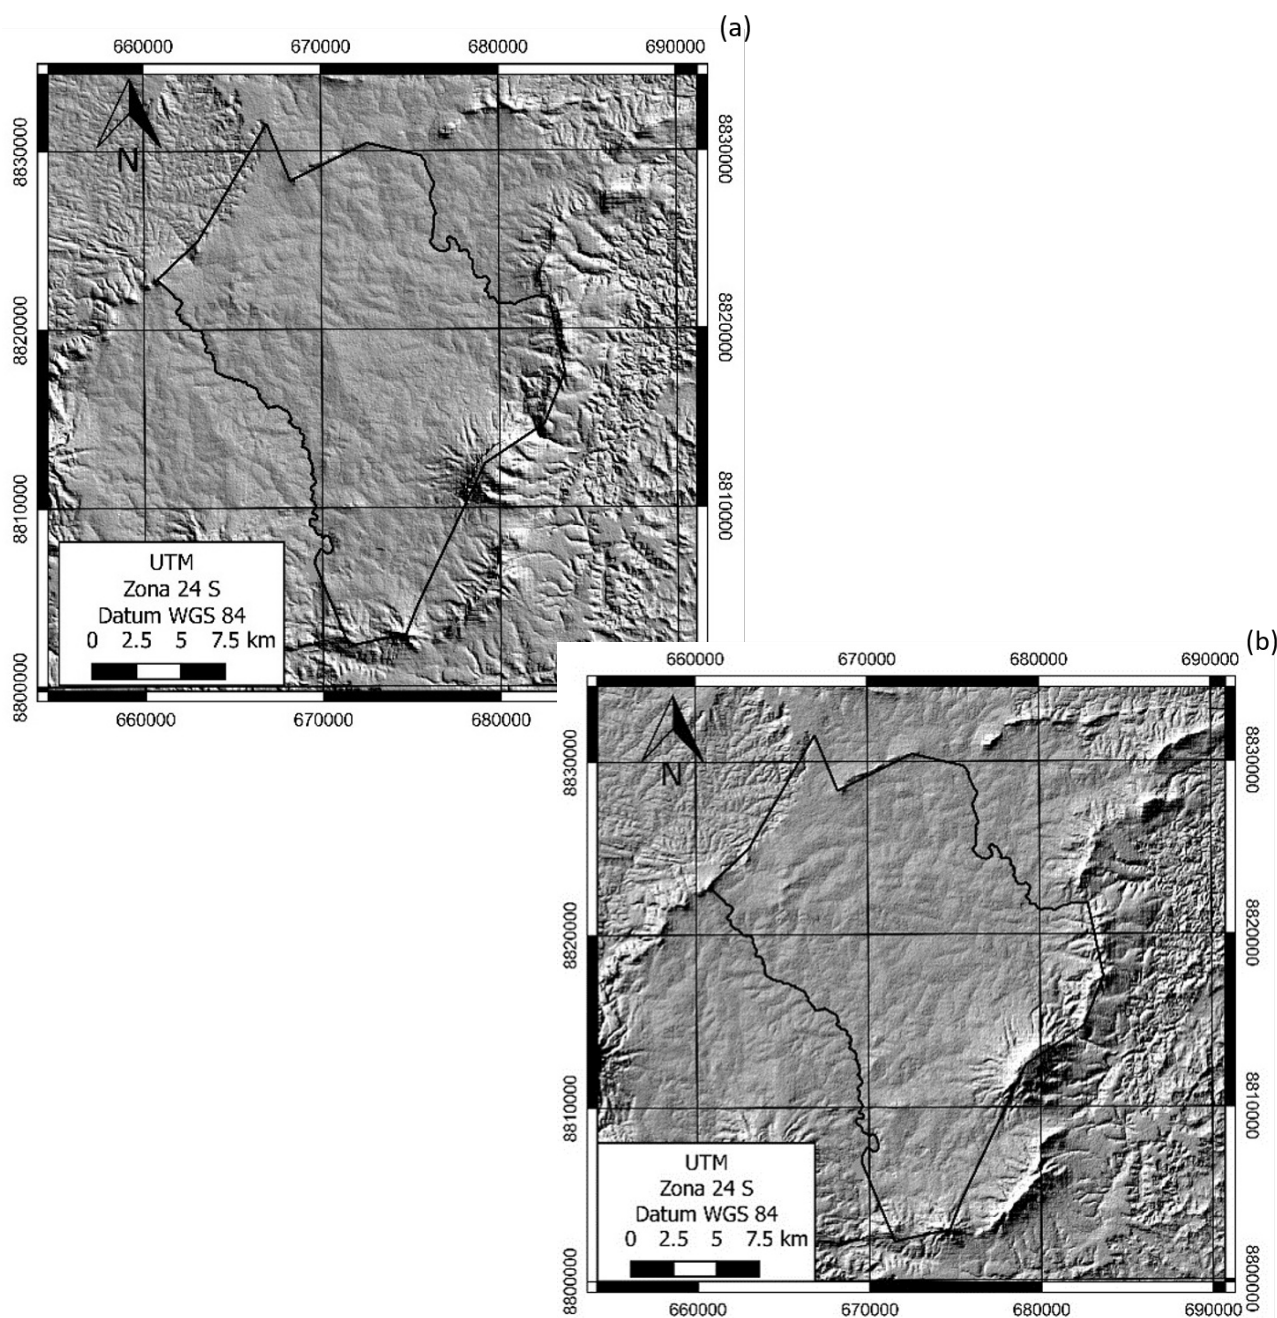 (a)
660000 670000 680000 690000
N
8830000 8830000
8820000 8820000
8810000 8810000
8800000
UTM
Zona 24 S
Datum WGS 84
0 2.5 5 7.5 km
660000 670000 680000
(b)
660000 670000 680000 690000
N
8830000 8830000
8820000 8820000
8810000 8810000
8800000 8800000
UTM
Zona 24 S
Datum WGS 84
0 2.5 5 7.5 km
660000 670000 680000 690000